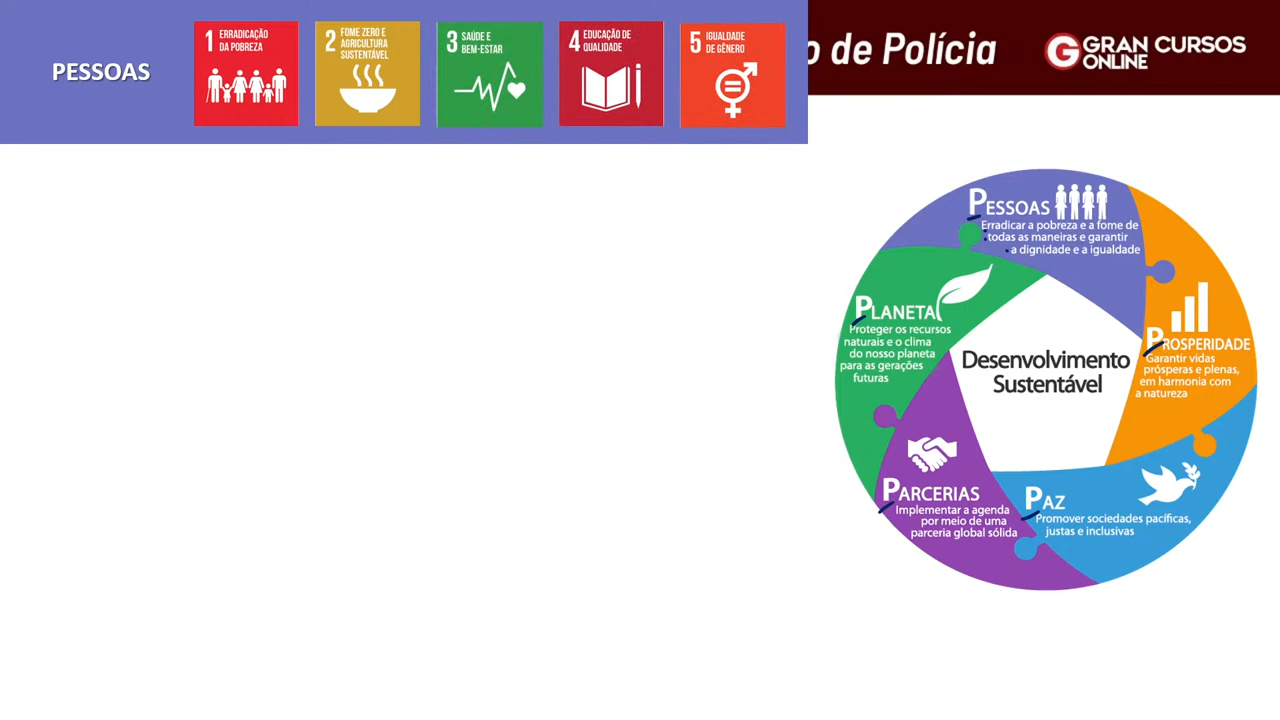 PESSOAS
1 ERRADICAÇÃO
DA POBREZA
2 FOME ZERO E
AGRICULTURA
SUSTENTÁVEL
3 SAÚDE E
BEM-ESTAR
4 EDUCAÇÃO DE
QUALIDADE
5 IGUALDADE
DE GÊNERO
o de Polícia
GRAN CURSOS
ONLINE
PESSOAS
Erradicar a pobreza e a fome de
todas as maneiras e garantir
a dignidade e a igualdade
PLANETA
Proteger os recursos
naturais e o clima
do nosso planeta
para as gerações
futuras
PROSPERIDADE
Garantir vidas
prósperas e plenas,
em harmonia com
a natureza
Desenvolvimento
Sustentável
PARCERIAS
Implementar a agenda
por meio de uma
parceria global sólida
PAZ
Promover sociedades pacíficas,
justas e inclusivas